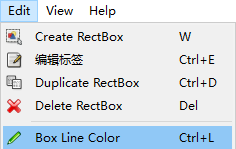 Edit View Help
Create RectBox W
编辑标签 Ctrl+E
Duplicate RectBox Ctrl+D
Delete RectBox Del
Box Line Color Ctrl+L